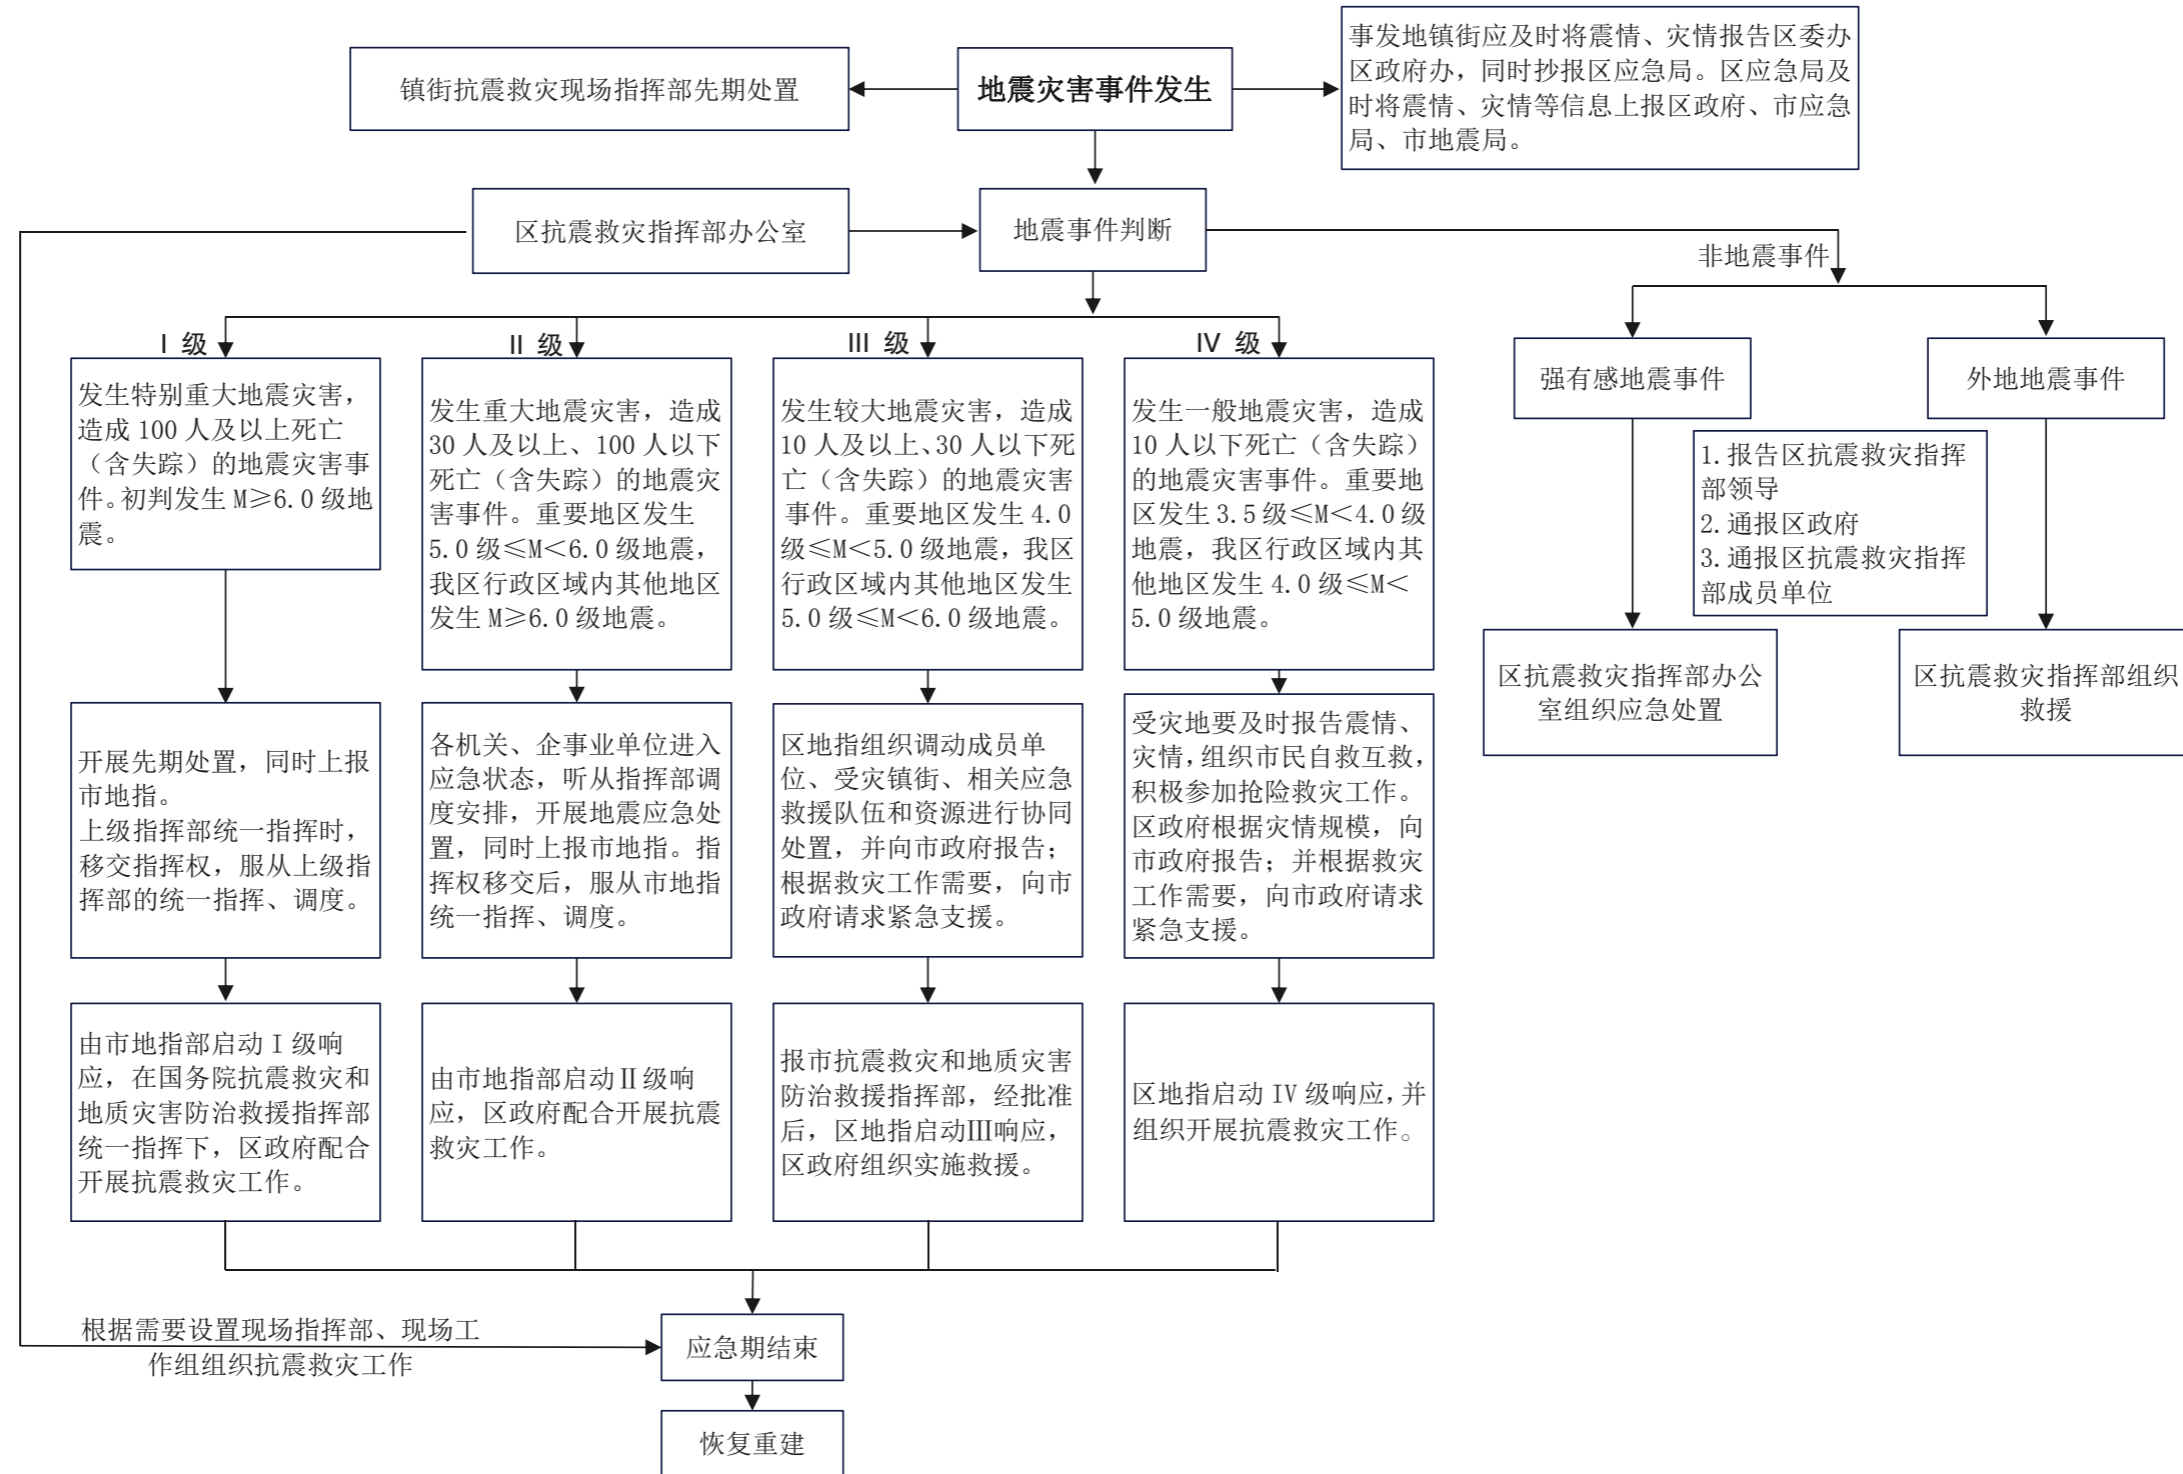 地震灾害事件发生
镇街抗震救灾现场指挥部先期处置
事发地镇街应及时将震情、灾情报告区委办
区政府办，同时抄报区应急局。区应急局及
时将震情、灾情等信息上报区政府、市应急
局、市地震局。
区抗震救灾指挥部办公室
地震事件判断
非地震事件
I 级
II 级
III 级
IV 级
发生特别重大地震灾害，
造成 100 人及以上死亡
（含失踪）的地震灾害事
件。初判发生 M≥6.0 级地
震。
发生重大地震灾害，造成
30 人及以上、100 人以下
死亡（含失踪）的地震灾
害事件。重要地区发生
5.0 级≤M＜6.0 级地震，
我区行政区域内其他地区
发生 M≥6.0 级地震。
发生较大地震灾害，造成
10 人及以上、30 人以下死
亡（含失踪）的地震灾害
事件。重要地区发生 4.0
级≤M＜5.0 级地震，我区
行政区域内其他地区发生
5.0 级≤M＜6.0 级地震。
发生一般地震灾害，造成
10 人以下死亡（含失踪）
的地震灾害事件。重要地
区发生 3.5 级≤M＜4.0 级
地震，我区行政区域内其
他地区发生 4.0 级≤M＜
5.0 级地震。
强有感地震事件
外地地震事件
1.报告区抗震救灾指挥
部领导
2.通报区政府
3.通报区抗震救灾指挥
部成员单位
区抗震救灾指挥部办公
室组织应急处置
区抗震救灾指挥部组织
救援
开展先期处置，同时上报
市地指。
上级指挥部统一指挥时，
移交指挥权，服从上级指
挥部的统一指挥、调度。
各机关、企事业单位进入
应急状态，听从指挥部调
度安排，开展地震应急处
置，同时上报市地指。指
挥权移交后，服从市地指
统一指挥、调度。
区地指组织调动成员单
位、受灾镇街、相关应急
救援队伍和资源进行协同
处置，并向市政府报告；
根据救灾工作需要，向市
政府请求紧急支援。
受灾地要及时报告震情、
灾情，组织市民自救互救，
积极参加抢险救灾工作。
区政府根据灾情规模，向
市政府报告；并根据救灾
工作需要，向市政府请求
紧急支援。
由市地指部启动 I 级响
应，在国务院抗震救灾和
地质灾害防治救援指挥部
统一指挥下，区政府配合
开展抗震救灾工作。
由市地指部启动Ⅱ级响
应，区政府配合开展抗震
救灾工作。
报市抗震救灾和地质灾害
防治救援指挥部，经批准
后，区地指启动Ⅲ响应，
区政府组织实施救援。
区地指启动 IV 级响应，并
组织开展抗震救灾工作。
根据需要设置现场指挥部、现场工
作组组织抗震救灾工作
应急期结束
恢复重建